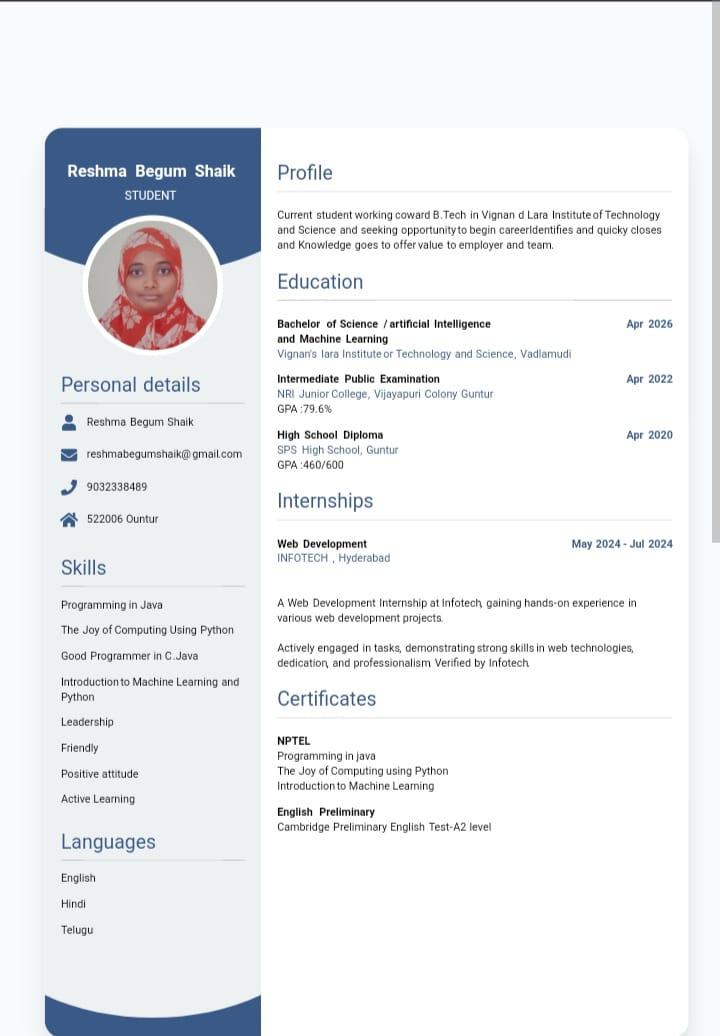 Reshma Begum Shaik
STUDENT
Personal details
Reshma Begum Shaik
reshmabegumshaik@gmail.com
9032338489
522006 Ountur
Skills
Programming in Java
The Joy of Computing Using Python
Good Programmer in C.Java
Introduction to Machine Learning and
Python
Leadership
Friendly
Positive attitude
Active Learning
Languages
English
Hindi
Telugu
Profile
Current student working coward B.Tech in Vignan d Lara Institute of Technology
and Science and seeking opportunity to begin careerIdentifies and quicky closes
and Knowledge goes to offer value to employer and team.
Education
Bachelor of Science /artificial Intelligence
and Machine Learning
Apr 2026
Vignan's lara Institute or Technology and Science, Vadlamudi
Intermediate Public Examination
Apr 2022
NRI Junior College, Vijayapuri Colony Guntur
GPA :79.6%
High School Diploma
Apr 2020
SPS High School, Guntur
GPA :460/600
Internships
Web Development
May 2024 - Jul 2024
INFOTECH , Hyderabad
A Web Development Internship at Infotech, gaining hands-on experience in
various web development projects.
Actively engaged in tasks, demonstrating strong skills in web technologies,
dedication, and professionalism. Verified by Infotech.
Certificates
NPTEL
Programming in java
The Joy of Computing using Python
Introduction to Machine Learning
English Preliminary
Cambridge Preliminary English Test-A2 level